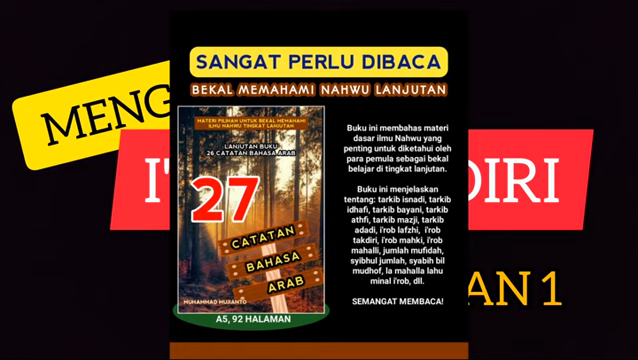 SANGAT PERLU DIBACA
BEKAL MEMAHAMI NAHWU LANJUTAN
MATERI PILIHAN UNTUK BEKAL MEMAHAMI
ILMU NAHWU TINGKAT LANJUTAN
LANJUTAN BUKU
26 CATATAN BAHASA ARAB
27
CATATAN
BAHASA
ARAB
MUHAMMAD MUJIANTO
A5, 92 HALAMAN
Buku ini membahas materi
dasar ilmu Nahwu yang
penting untuk diketahui oleh
para pemula sebagai bekal
belajar di tingkat lanjutan.
Buku ini menjelaskan
tentang: tarkib isnadi, tarkib
idhafi, tarkib bayani, tarkib
athfi, tarkib mazji, tarkib
adadi, i'rob lafzhi, i'rob
takdiri, i'rob mahki, i'rob
mahalli, jumlah mufidah,
syibhul jumlah, syabih bil
mudhof, la mahalla lahu
minal i'rob, dll.
SEMANGAT MEMBACA!
MENG
DIRI
AN 1